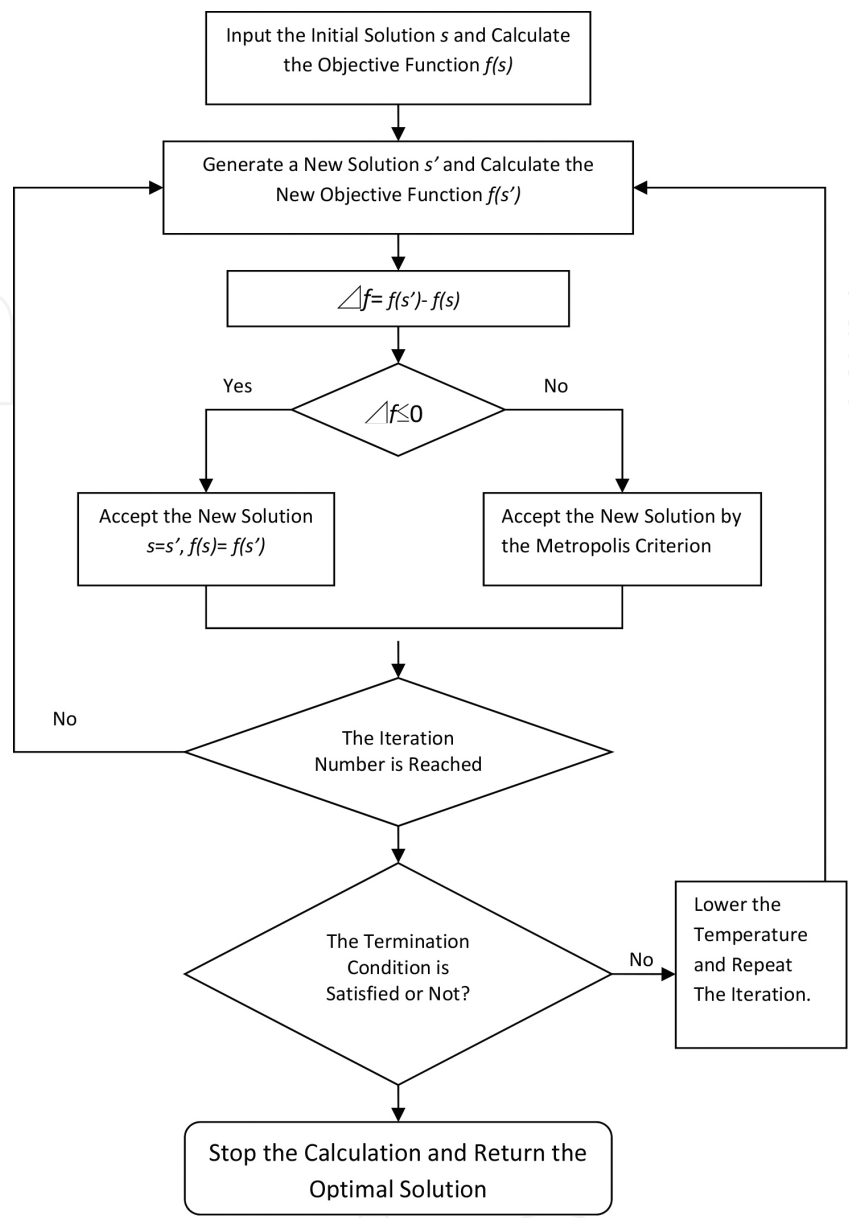 Input the Initial Solution s and Calculate
the Objective Function f(s)
Generate a New Solution s′ and Calculate the
New Objective Function f(s′)
⊿f= f(s′)- f(s)
Yes
No
⊿f≤0
Accept the New Solution
s=s′, f(s)= f(s′)
Accept the New Solution by
the Metropolis Criterion
No
The Iteration
Number is Reached
The Termination
Condition is
Satisfied or Not?
No
Lower the
Temperature
and Repeat
The Iteration.
Stop the Calculation and Return the
Optimal Solution